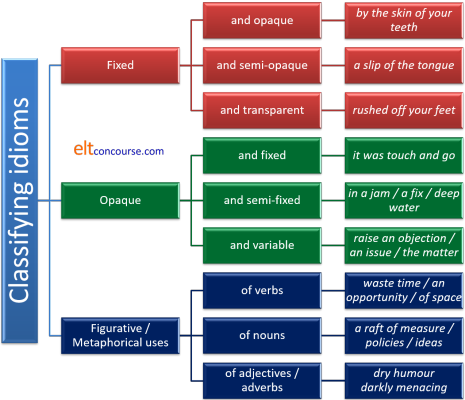 Classifying idioms
Fixed
and opaque
by the skin of your
teeth
and semi-opaque
a slip of the tongue
and transparent
rushed off your feet
eltconcourse.com
Opaque
and fixed
it was touch and go
and semi-fixed
in a jam / a fix / deep
water
and variable
raise an objection /
an issue / the matter
Figurative /
Metaphorical uses
of verbs
waste time / an
opportunity / of space
of nouns
a raft of measure /
policies / ideas
of adjectives /
adverbs
dry humour
darkly menacing